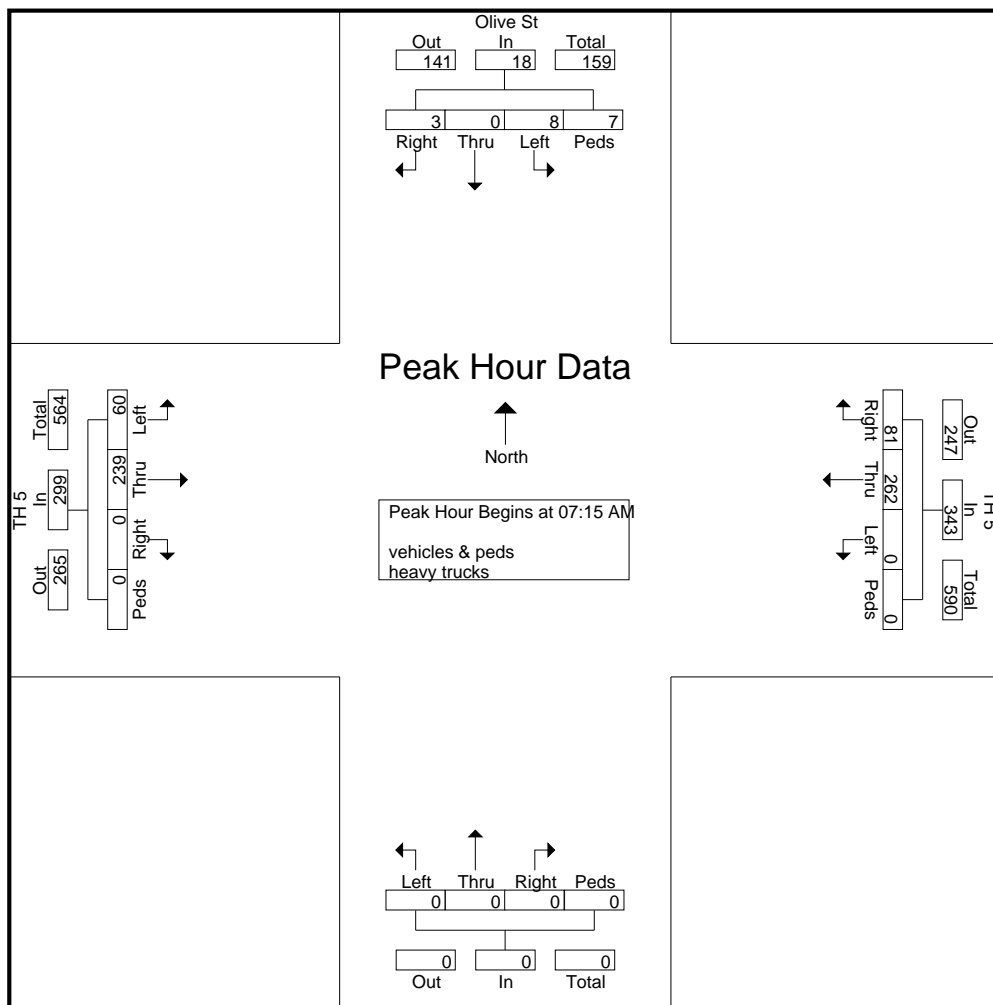 Olive St
Out In Total
141 18 159
3 0 8 7
Right Thru Left Peds
Peak Hour Data
North
Peak Hour Begins at 07:15 AM
vehicles & peds
heavy trucks
TH 5
Total In Out
564 299 265
60 239 0 0
Left Thru Right Peds
TH 5
Out In Total
247 343 590
81 262 0 0
Right Thru Left Peds
Left Thru Right Peds
0 0 0 0
0 0 0
Out In Total